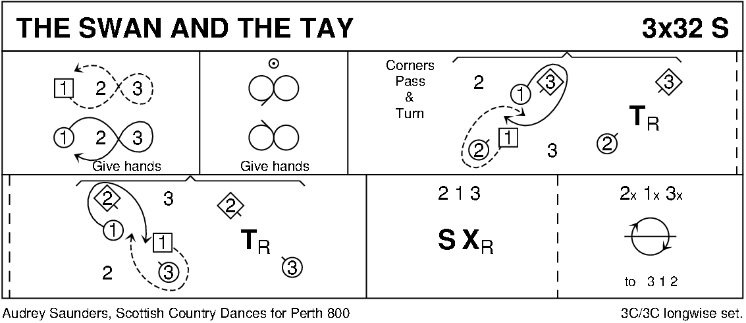 THE SWAN AND THE TAY 3x32 S
1 2 3
1 2 3
Give hands
Give hands
Corners
Pass
&
Turn
2 3 3
1
1 TR
2 3 2
2 3 2
1 1 TR
2 3 3
2 1 3
S XR
2x 1x 3x
to 3 1 2
Audrey Saunders, Scottish Country Dances for Perth 800 3C/3C longwise set.